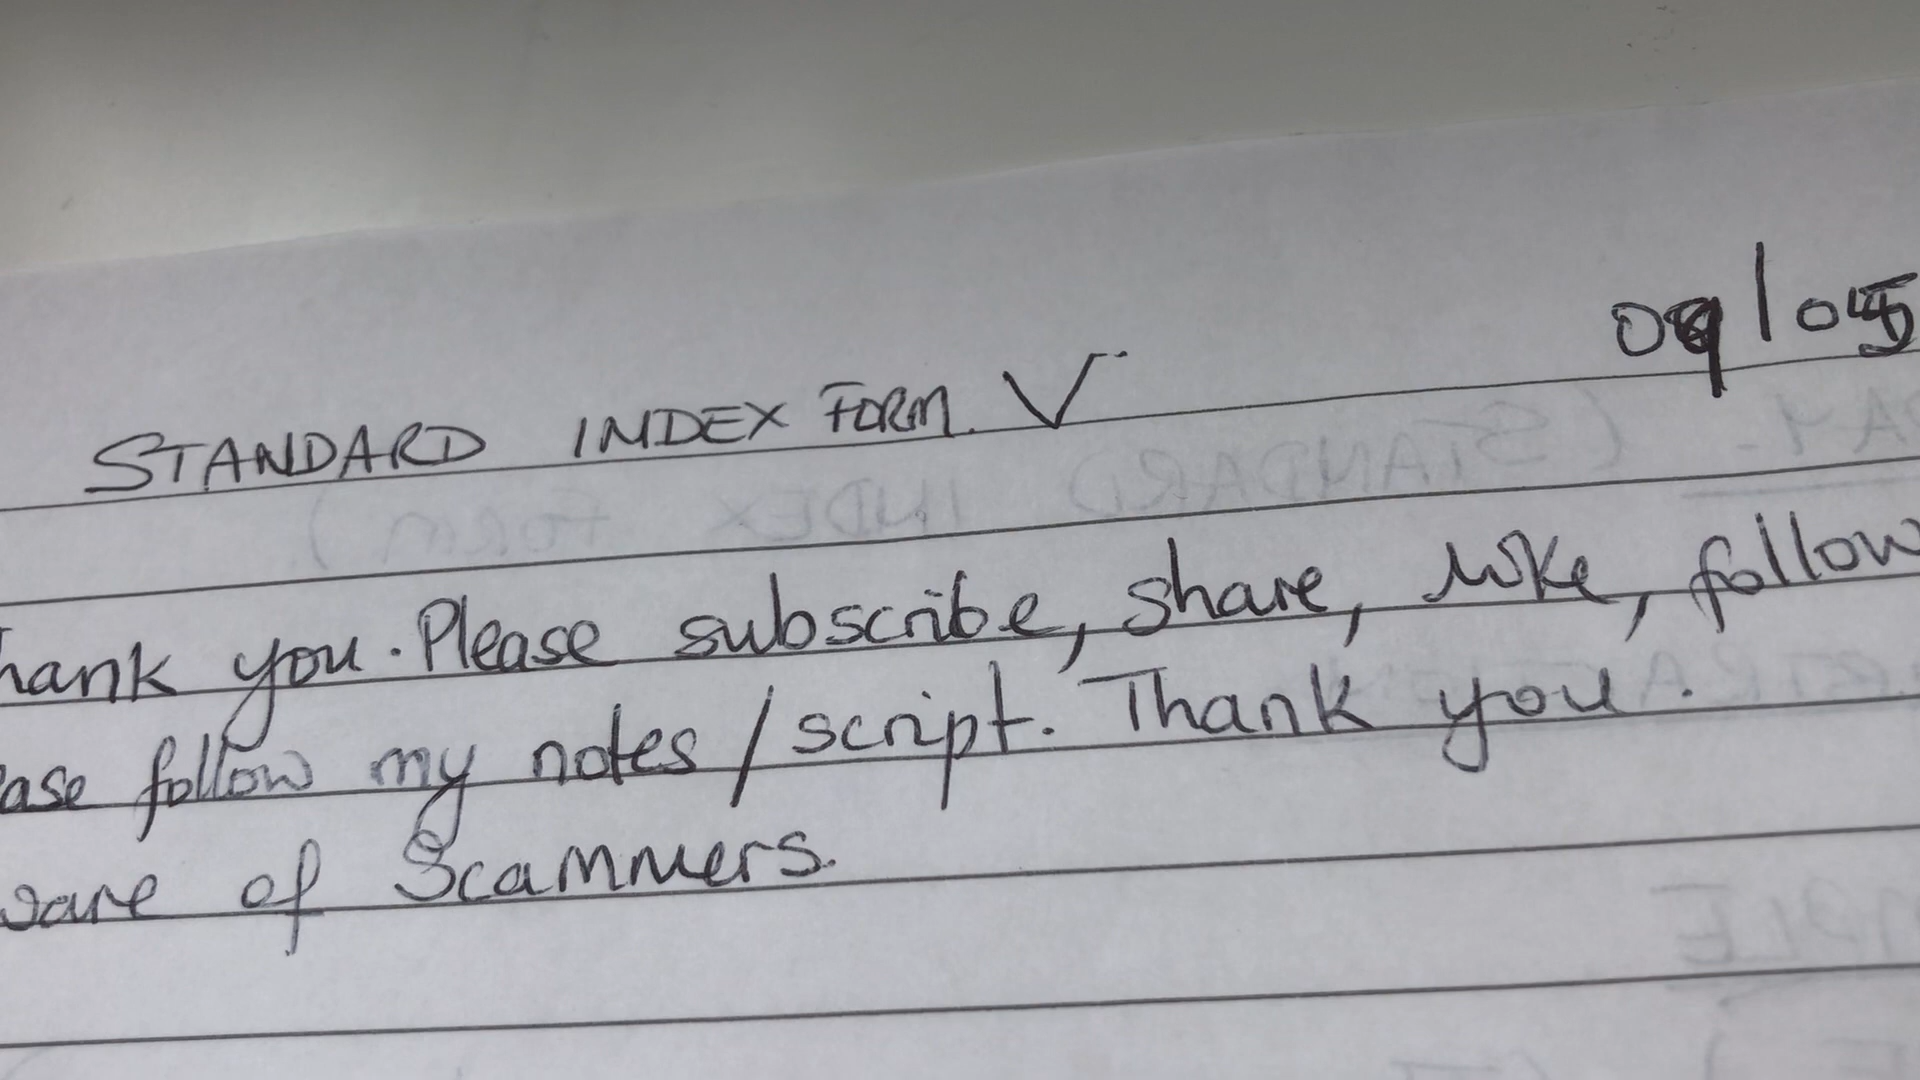 09/05
STANDARD INDEX FORM. √
hank you. Please subscribe, share, like, follow
ease follow my notes/script. Thank you.
ware of Scammers.